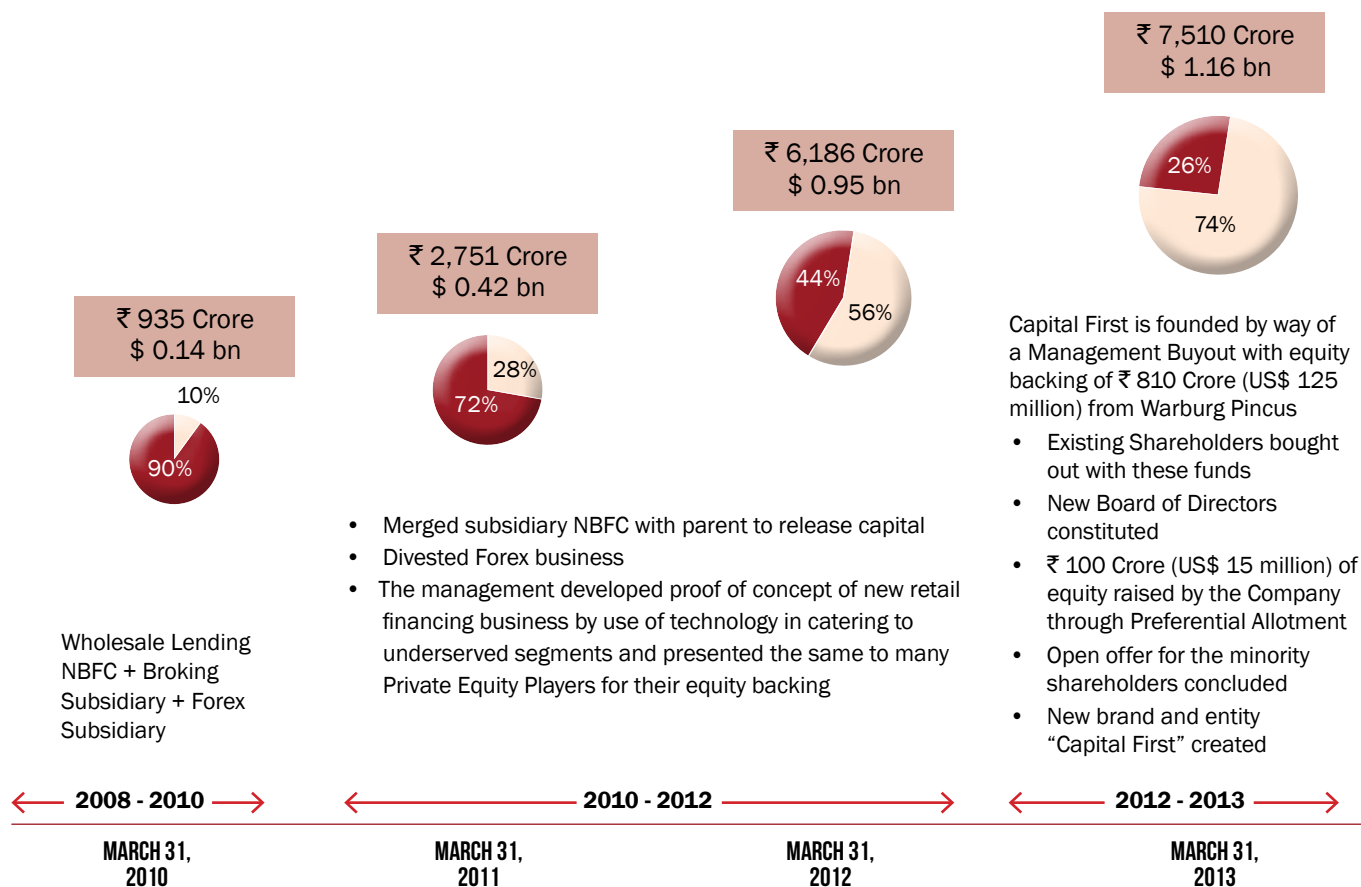 ₹ 935 Crore
$ 0.14 bn
10%
90%
Wholesale Lending
NBFC + Broking
Subsidiary + Forex
Subsidiary
₹ 2,751 Crore
$ 0.42 bn
28%
72%
₹ 6,186 Crore
$ 0.95 bn
44%
56%
• Merged subsidiary NBFC with parent to release capital
• Divested Forex business
• The management developed proof of concept of new retail
financing business by use of technology in catering to
underserved segments and presented the same to many
Private Equity Players for their equity backing
₹ 7,510 Crore
$ 1.16 bn
26%
74%
Capital First is founded by way of
a Management Buyout with equity
backing of ₹ 810 Crore (US$ 125
million) from Warburg Pincus
• Existing Shareholders bought
out with these funds
• New Board of Directors
constituted
• ₹ 100 Crore (US$ 15 million) of
equity raised by the Company
through Preferential Allotment
• Open offer for the minority
shareholders concluded
• New brand and entity
“Capital First” created
2008 - 2010
2010 - 2012
2012 - 2013
MARCH 31,
2010
MARCH 31,
2011
MARCH 31,
2012
MARCH 31,
2013